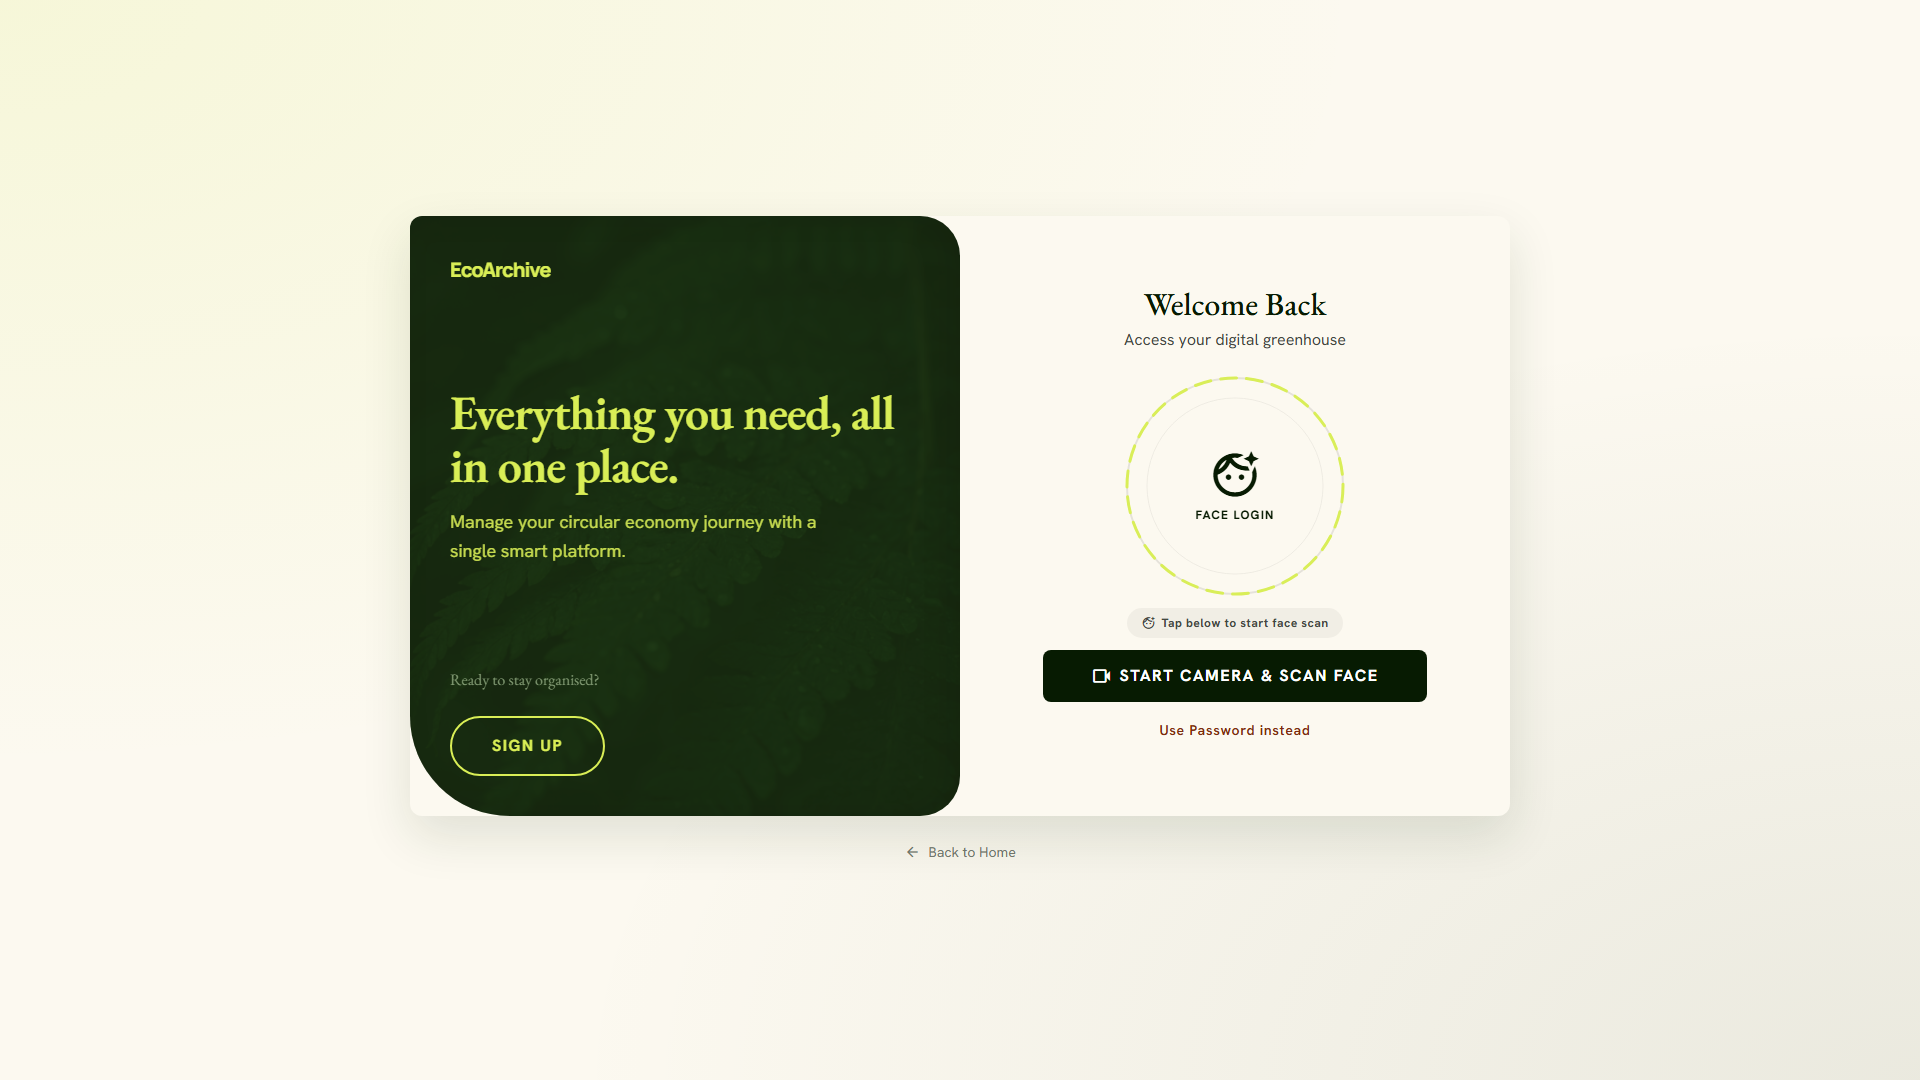 EcoArchive
Everything you need, all
in one place.
Manage your circular economy journey with a
single smart platform.
Ready to stay organised?
SIGN UP
Welcome Back
Access your digital greenhouse
FACE LOGIN
Tap below to start face scan
START CAMERA & SCAN FACE
Use Password instead
Back to Home